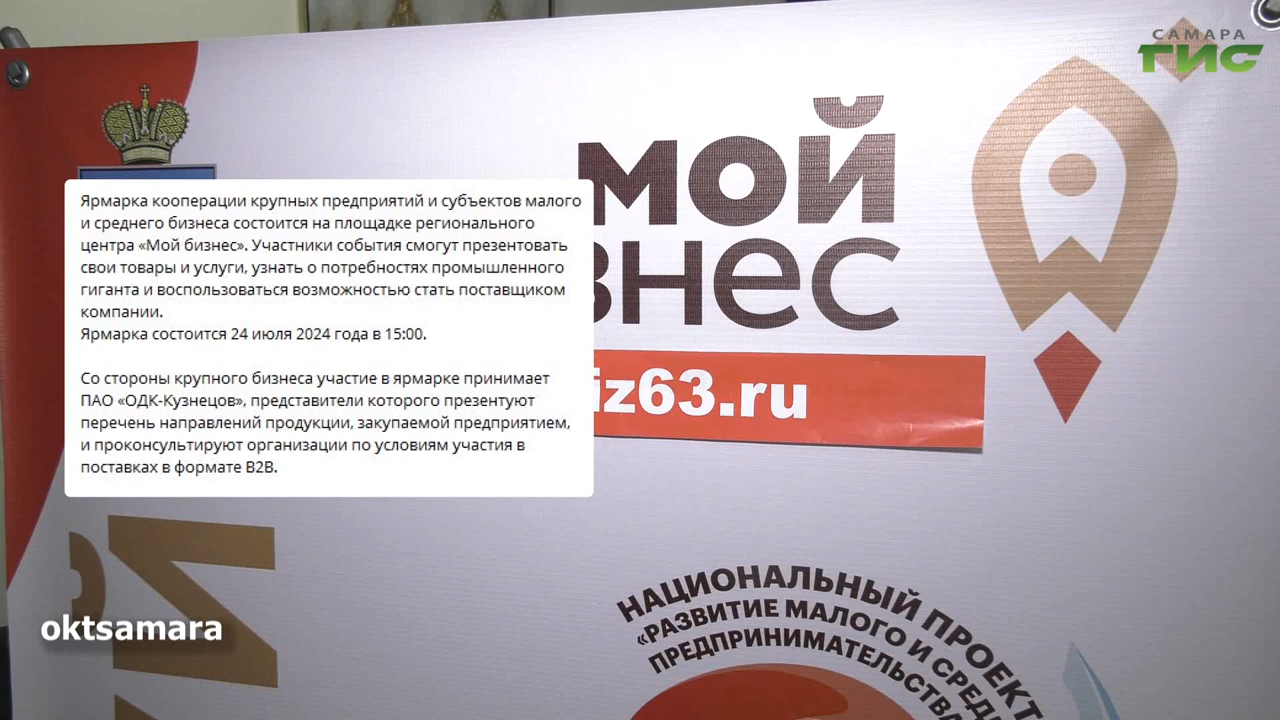 САМАРА
ГИС
МОЙ
ЗНЕС
iz63.ru
Ярмарка кооперации крупных предприятий и субъектов малого
и среднего бизнеса состоится на площадке регионального
центра «Мой бизнес». Участники события смогут презентовать
свои товары и услуги, узнать о потребностях промышленного
гиганта и воспользоваться возможностью стать поставщиком
компании.
Ярмарка состоится 24 июля 2024 года в 15:00.
Со стороны крупного бизнеса участие в ярмарке принимает
ПАО «ОДК-Кузнецов», представители которого презентуют
перечень направлений продукции, закупаемой предприятием,
и проконсультируют организации по условиям участия в
поставках в формате B2B.
Й
oktsamara
НАЦИОНАЛЬНЫЙ ПРОЕКТ
«РАЗВИТИЕ МАЛОГО И СРЕД
ПРЕДПРИНИМАТЕЛЬСТВА